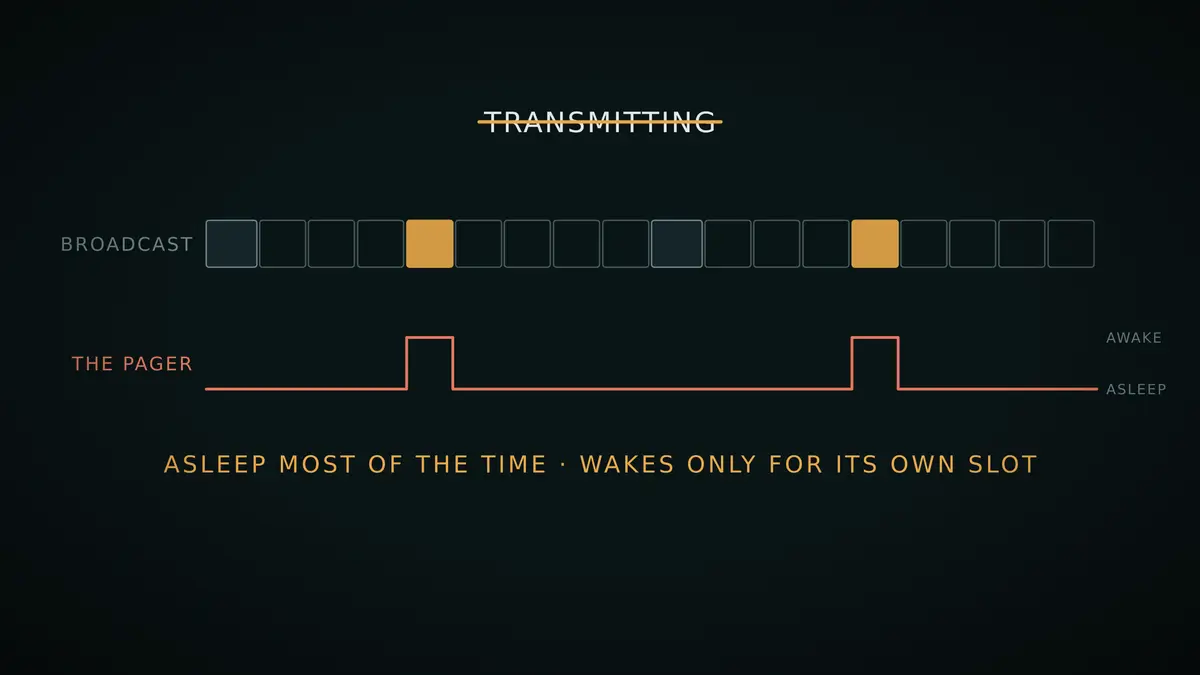 TRANSMITTING
BROADCAST
THE PAGER
AWAKE
ASLEEP
ASLEEP MOST OF THE TIME · WAKES ONLY FOR ITS OWN SLOT